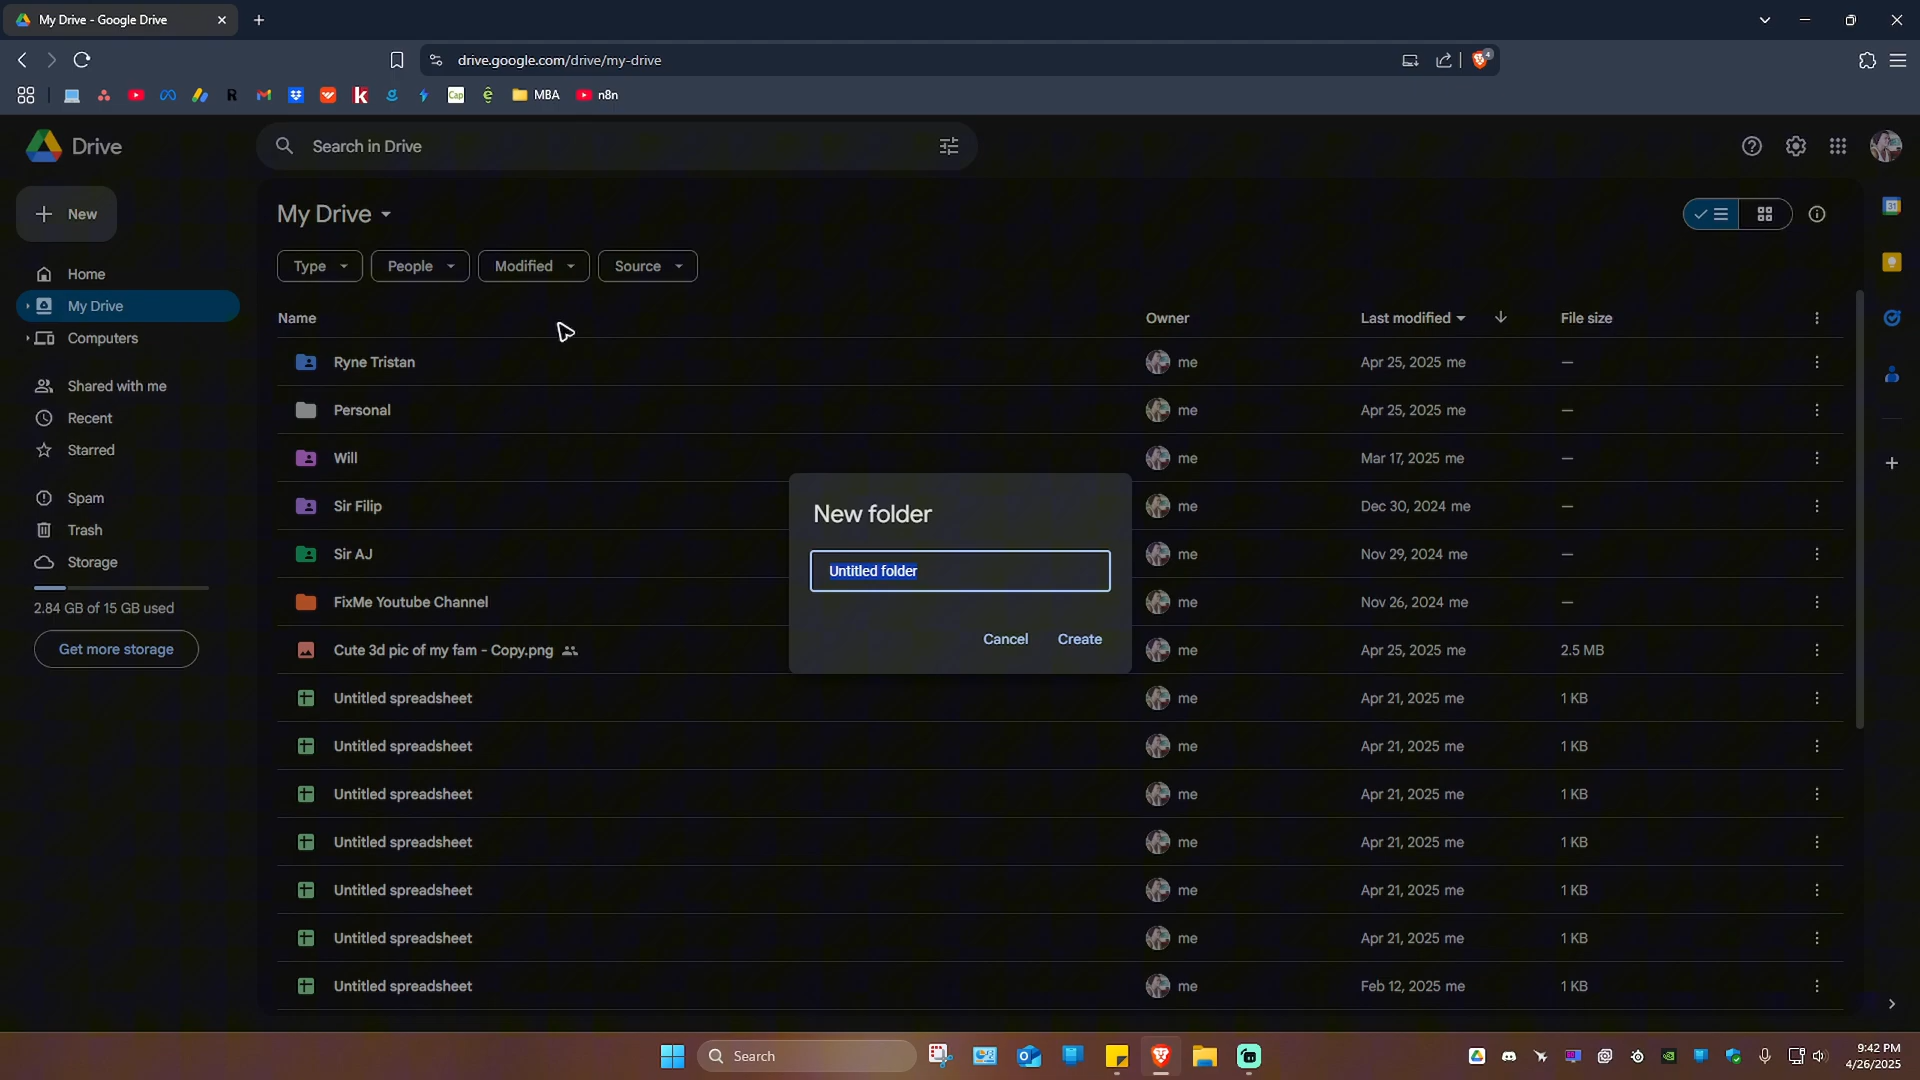 My Drive - Google Drive
drive.google.com/drive/my-drive
4
R
k
Cap
MBA
n8n
Drive
Search in Drive
New
My Drive
31
Type
People
Modified
Source
Home
My Drive
Computers
Shared with me
Recent
Starred
Spam
Trash
Storage
2.84 GB of 15 GB used
Get more storage
Name Owner Last modified File size
Ryne Tristan me Apr 25, 2025 me —
Personal me Apr 25, 2025 me —
Will me Mar 17, 2025 me —
Sir Filip me Dec 30, 2024 me —
Sir AJ me Nov 29, 2024 me —
FixMe Youtube Channel me Nov 26, 2024 me —
Cute 3d pic of my fam - Copy.png me Apr 25, 2025 me 2.5 MB
Untitled spreadsheet me Apr 21, 2025 me 1 KB
Untitled spreadsheet me Apr 21, 2025 me 1 KB
Untitled spreadsheet me Apr 21, 2025 me 1 KB
Untitled spreadsheet me Apr 21, 2025 me 1 KB
Untitled spreadsheet me Apr 21, 2025 me 1 KB
Untitled spreadsheet me Apr 21, 2025 me 1 KB
Untitled spreadsheet me Feb 12, 2025 me 1 KB
New folder
Untitled folder
Cancel Create
Search
9:42 PM
4/26/2025